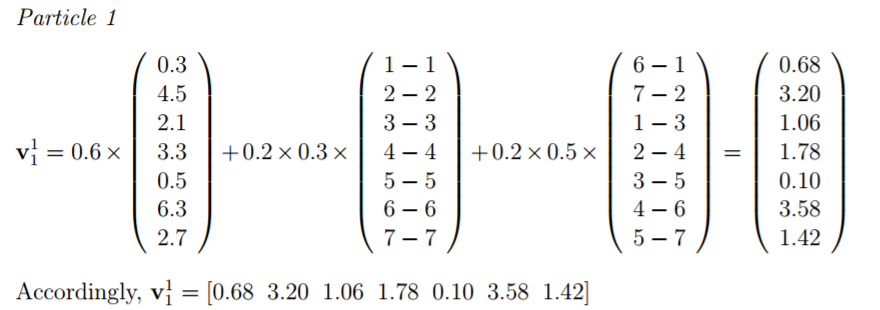 Particle 1
v₁¹ = 0.6 × (0.3 4.5 2.1 3.3 0.5 6.3 2.7) + 0.2 × 0.3 × (1 − 1 2 − 2 3 − 3 4 − 4 5 − 5 6 − 6 7 − 7) + 0.2 × 0.5 × (6 − 1 7 − 2 1 − 3 2 − 4 3 − 5 4 − 6 5 − 7) = (0.68 3.20 1.06 1.78 0.10 3.58 1.42)
Accordingly, v₁¹ = [0.68 3.20 1.06 1.78 0.10 3.58 1.42]